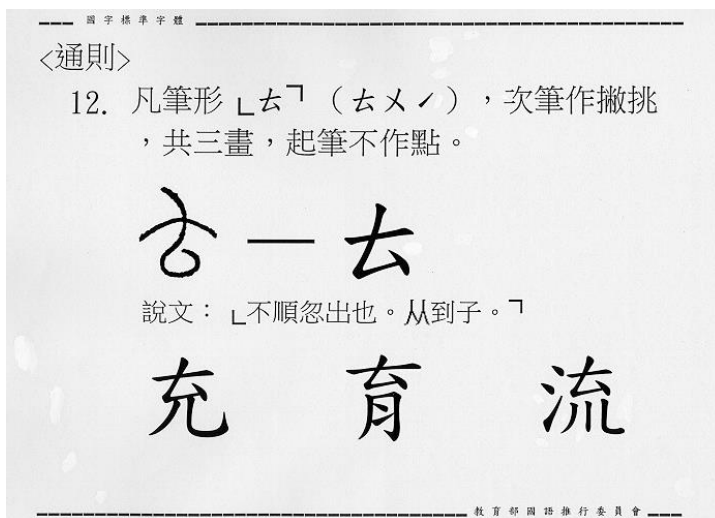 國字標準字體
<通則>
12. 凡筆形「𠫓」(ㄊㄨˊ),次筆作撇挑
,共三畫,起筆不作點。
𠫓 — 𠫓
說文:「不順忽出也。从到子。」
充 育 流
教育部國語推行委員會